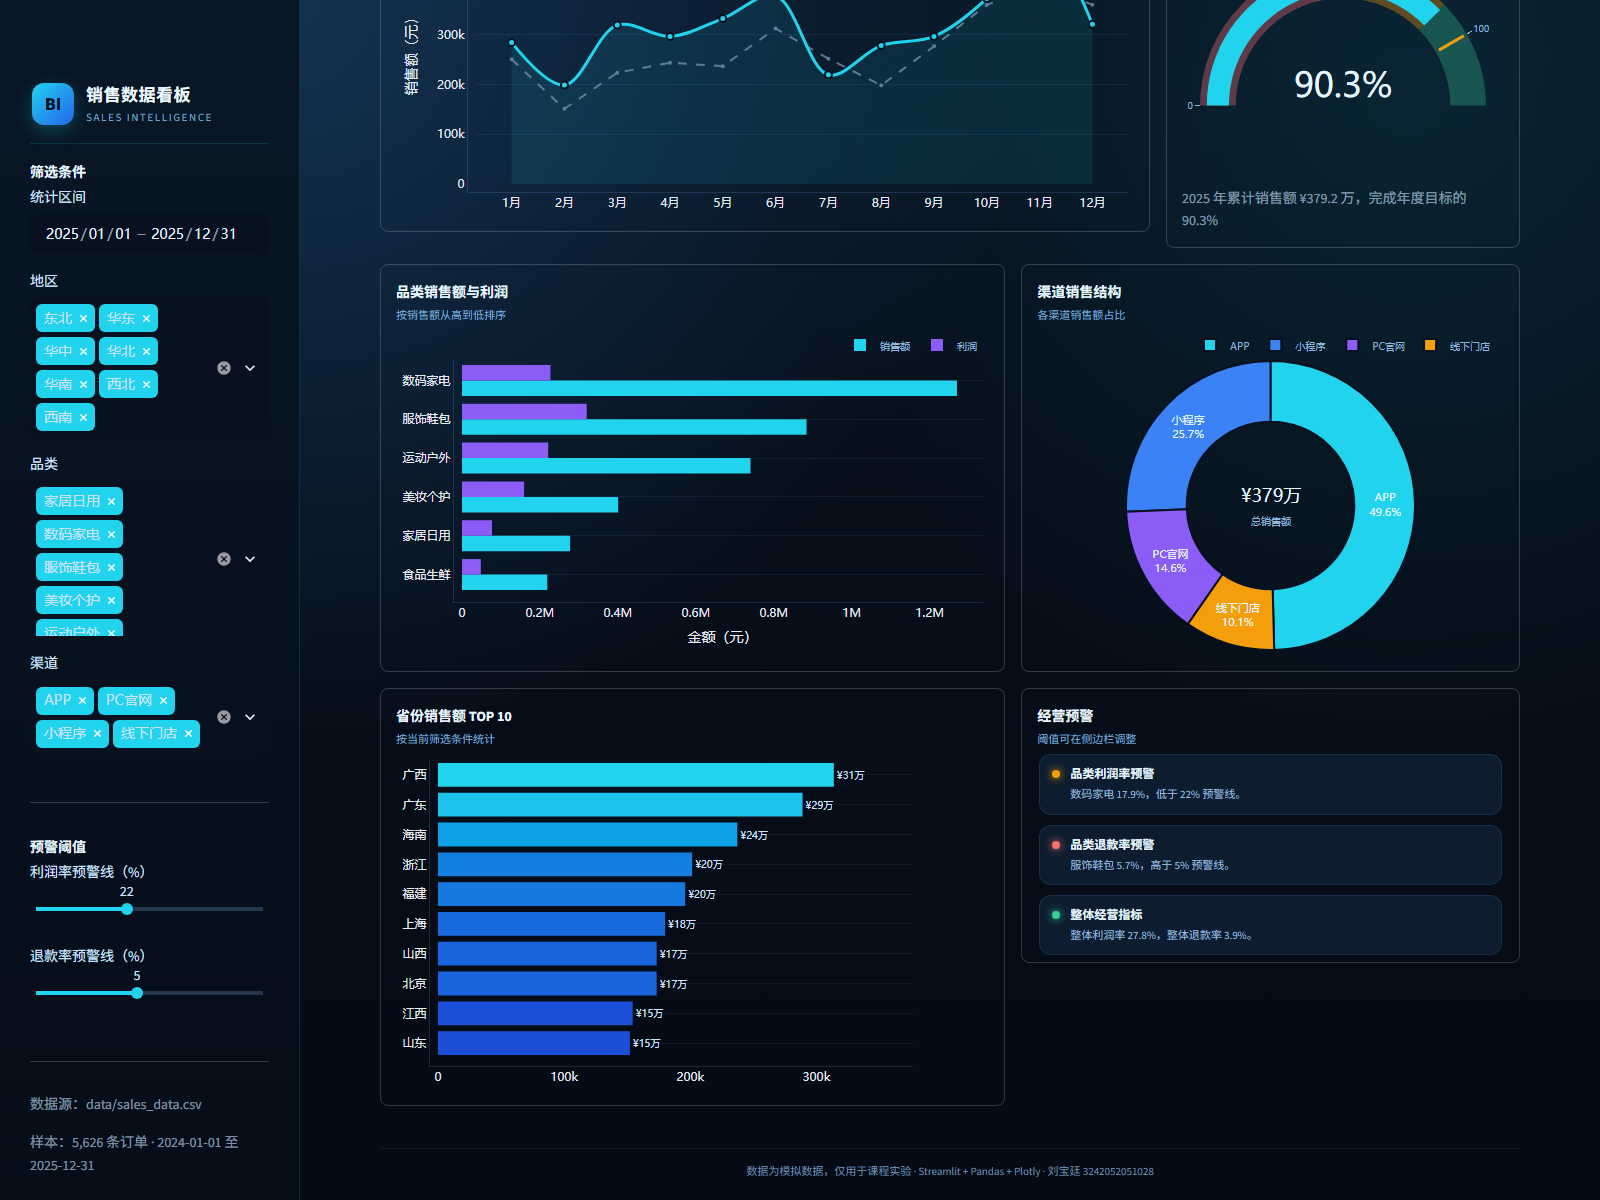 BI
销售数据看板
SALES INTELLIGENCE
筛选条件
统计区间
2025/01/01 – 2025/12/31
地区
东北 × 华东 ×
华中 × 华北 ×
华南 × 西北 ×
西南 ×
品类
家居日用 ×
数码家电 ×
服饰鞋包 ×
美妆个护 ×
运动户外 ×
渠道
APP × PC官网 ×
小程序 × 线下门店 ×
预警阈值
利润率预警线（%）
22
退款率预警线（%）
5
数据源：data/sales_data.csv
样本：5,626 条订单 · 2024-01-01 至
2025-12-31
销售额（元）
300k
200k
100k
0
1月 2月 3月 4月 5月 6月 7月 8月 9月 10月 11月 12月
100
90.3%
0
2025 年累计销售额 ¥379.2 万，完成年度目标的
90.3%
品类销售额与利润
按销售额从高到低排序
销售额 利润
数码家电
服饰鞋包
运动户外
美妆个护
家居日用
食品生鲜
0 0.2M 0.4M 0.6M 0.8M 1M 1.2M
金额（元）
渠道销售结构
各渠道销售额占比
APP 小程序 PC官网 线下门店
小程序
25.7%
¥379万
总销售额
APP
49.6%
PC官网
14.6%
线下门店
10.1%
省份销售额 TOP 10
按当前筛选条件统计
广西 ¥31万
广东 ¥29万
海南 ¥24万
浙江 ¥20万
福建 ¥20万
上海 ¥18万
山西 ¥17万
北京 ¥17万
江西 ¥15万
山东 ¥15万
0 100k 200k 300k
经营预警
阈值可在侧边栏调整
品类利润率预警
数码家电 17.9%，低于 22% 预警线。
品类退款率预警
服饰鞋包 5.7%，高于 5% 预警线。
整体经营指标
整体利润率 27.8%，整体退款率 3.9%。
数据为模拟数据，仅用于课程实验 · Streamlit + Pandas + Plotly · 刘宝廷 3242052051028